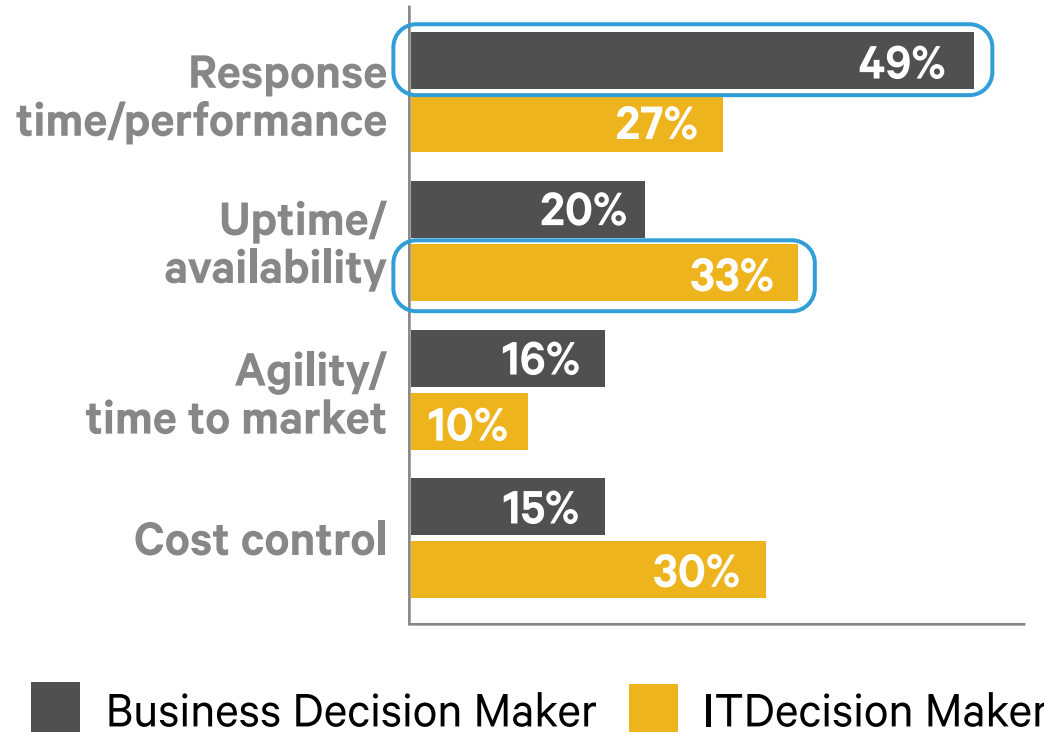 Response
time/performance
49%
27%
Uptime/
availability
20%
33%
Agility/
time to market
16%
10%
Cost control
15%
30%
Business Decision Maker
ITDecision Maker